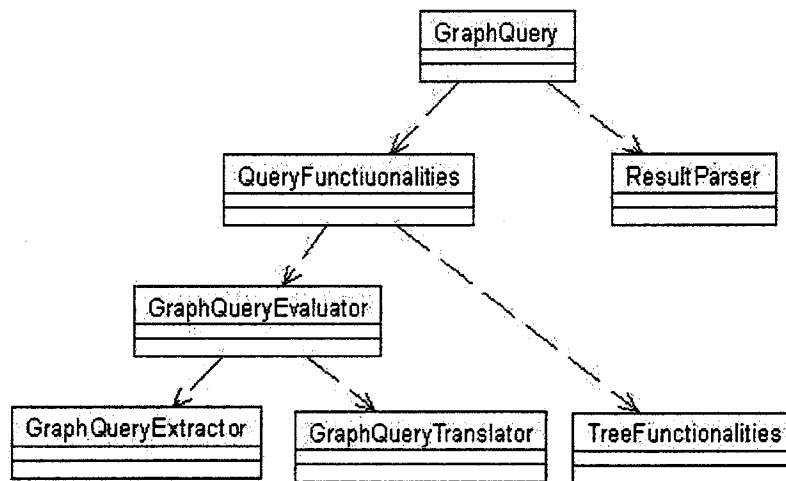 GraphQuery
QueryFunctiuonalities
ResultParser
GraphQueryEvaluator
GraphQueryExtractor
GraphQueryTranslator
TreeFunctionalities